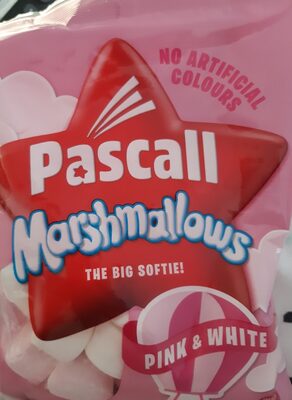 NO ARTIFICIAL
COLOURS
Pascall
Marshmallows
THE BIG SOFTIE!
PINK & WHITE